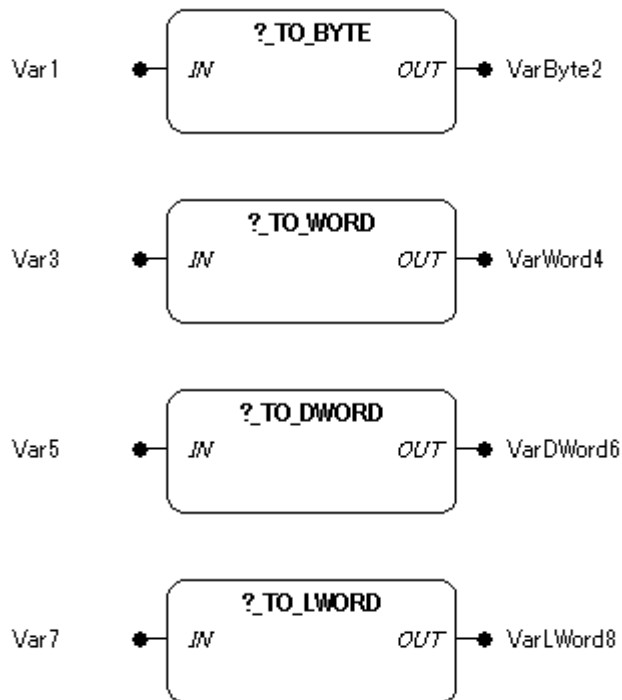 ?_TO_BYTE
Var1 IN OUT VarByte2
?_TO_WORD
Var3 IN OUT VarWord4
?_TO_DWORD
Var5 IN OUT VarDWord6
?_TO_LWORD
Var7 IN OUT VarLWord8